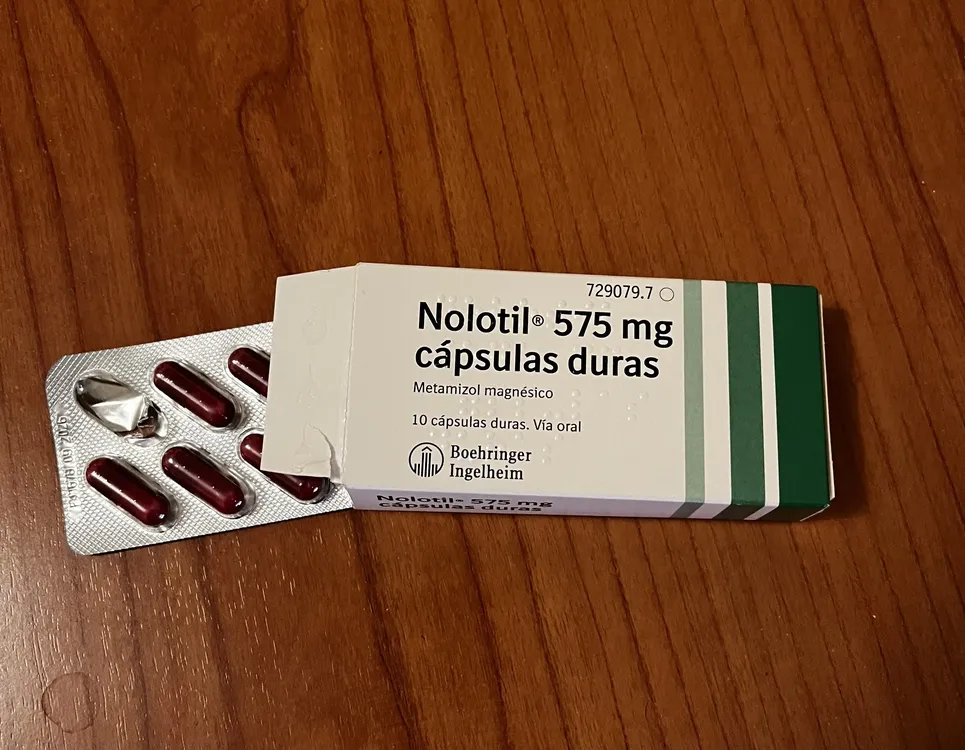 729079.7
Nolotil® 575 mg
cápsulas duras
Metamizol magnésico
10 cápsulas duras. Vía oral
Boehringer
Ingelheim
Nolotil® 575 mg
cápsulas duras